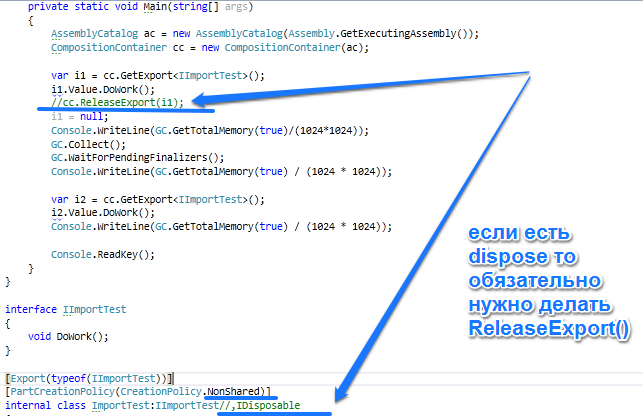 private static void Main(string[] args)
{
AssemblyCatalog ac = new AssemblyCatalog(Assembly.GetExecutingAssembly());
CompositionContainer cc = new CompositionContainer(ac);
var i1 = cc.GetExport<IImportTest>();
i1.Value.DoWork();
//cc.ReleaseExport(i1);
i1 = null;
Console.WriteLine(GC.GetTotalMemory(true)/(1024*1024));
GC.Collect();
GC.WaitForPendingFinalizers();
Console.WriteLine(GC.GetTotalMemory(true) / (1024 * 1024));
var i2 = cc.GetExport<IImportTest>();
i2.Value.DoWork();
Console.WriteLine(GC.GetTotalMemory(true) / (1024 * 1024));
Console.ReadKey();
}
}
если есть
dispose то
обязательно
нужно делать
ReleaseExport()
interface IImportTest
{
void DoWork();
}
[Export(typeof(IImportTest))]
[PartCreationPolicy(CreationPolicy.NonShared)]
internal class ImportTest:IImportTest//,IDisposable